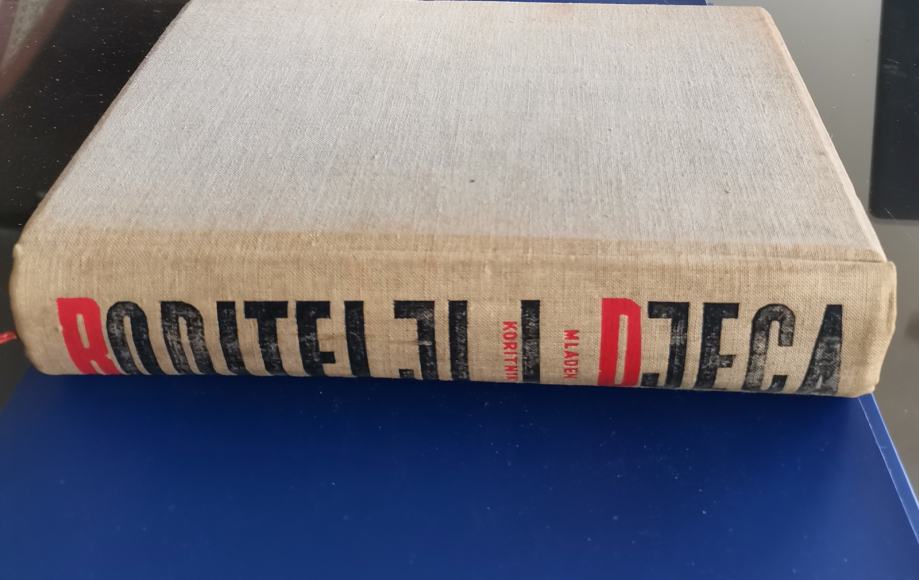 RODITELJI I DJECA
MLADEN
KORITNIK